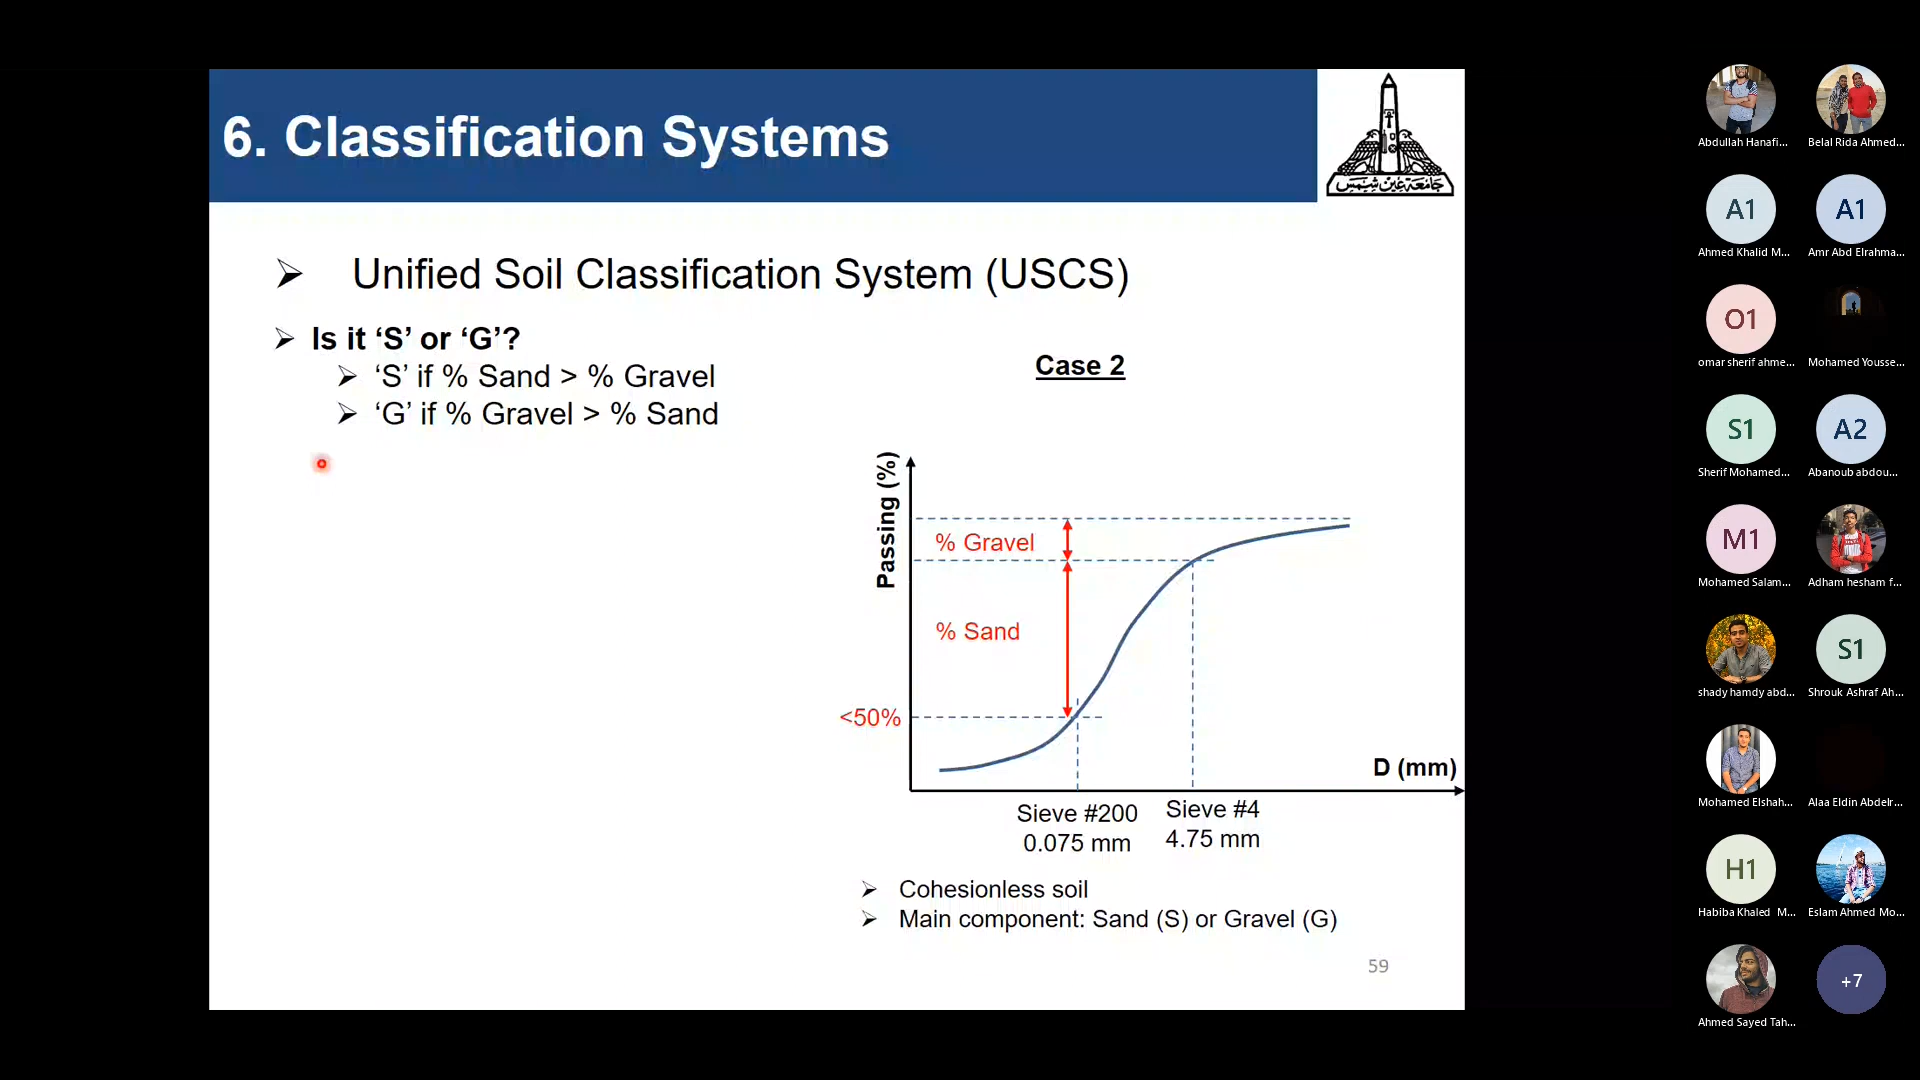 6. Classification Systems
جامعة عين شمس
➢ Unified Soil Classification System (USCS)
➢ Is it ‘S’ or ‘G’?
➢ ‘S’ if % Sand > % Gravel
➢ ‘G’ if % Gravel > % Sand
Case 2
Passing (%)
% Gravel
% Sand
<50%
D (mm)
Sieve #200
0.075 mm
Sieve #4
4.75 mm
➢ Cohesionless soil
➢ Main component: Sand (S) or Gravel (G)
59
Abdullah Hanafi...
Belal Rida Ahmed...
A1
Ahmed Khalid M...
A1
Amr Abd Elrahma...
O1
omar sherif ahme...
Mohamed Yousse...
S1
Sherif Mohamed...
A2
Abanoub abdou...
M1
Mohamed Salam...
Adham hesham f...
shady hamdy abd...
S1
Shrouk Ashraf Ah...
Mohamed Elshah...
Alaa Eldin Abdelr...
H1
Habiba Khaled M...
Eslam Ahmed Mo...
Ahmed Sayed Tah...
+7